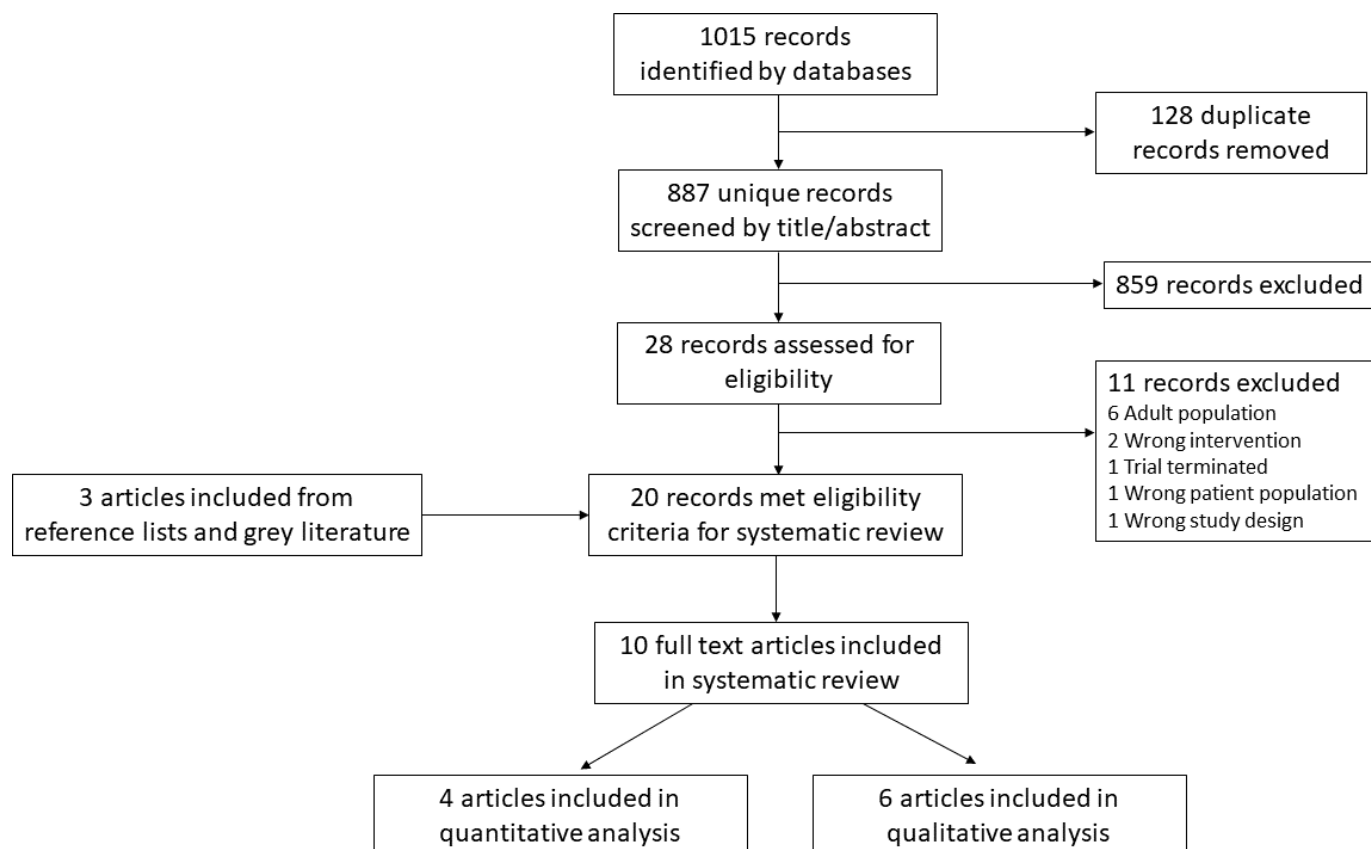 1015 records
identified by databases
128 duplicate
records removed
887 unique records
screened by title/abstract
859 records excluded
28 records assessed for
eligibility
11 records excluded
6 Adult population
2 Wrong intervention
1 Trial terminated
1 Wrong patient population
1 Wrong study design
3 articles included from
reference lists and grey literature
20 records met eligibility
criteria for systematic review
10 full text articles included
in systematic review
4 articles included in
quantitative analysis
6 articles included in
qualitative analysis